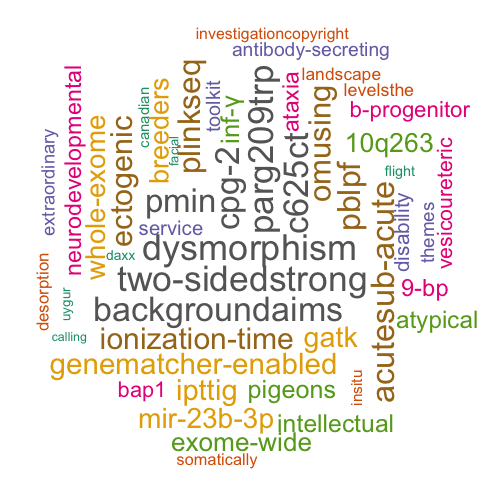 investigationcopyright
antibody-secreting
landscape
levelsthe
b-progenitor
neurodevelopmental
extraordinary
whole-exome
ectogenic
canadian
breeders
facial
plinkseq
toolkit
inf-γ
cpg-2
parg209trp
ataxia
c625ct
omusing
pblpf
10q263
flight
acutesub-acute
disability
themes
vesicoureteric
pmin
service
dysmorphism
daxx
two-sidedstrong
9-bp
desorption
uygur
backgroundaims
atypical
calling
ionization-time
gatk
genematcher-enabled
bap1
ipttig
pigeons
insitu
mir-23b-3p
intellectual
exome-wide
somatically